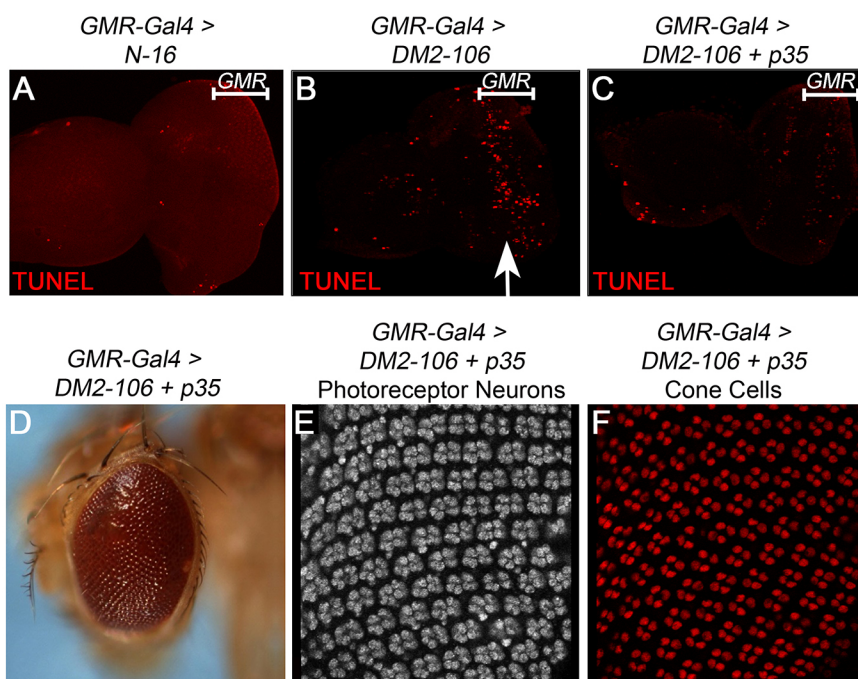 GMR-Gal4 >
N-16
GMR-Gal4 >
DM2-106
GMR-Gal4 >
DM2-106 + p35
A
GMR
TUNEL
B
GMR
TUNEL
C
GMR
TUNEL
GMR-Gal4 >
DM2-106 + p35
GMR-Gal4 >
DM2-106 + p35
Photoreceptor Neurons
GMR-Gal4 >
DM2-106 + p35
Cone Cells
D
E
F